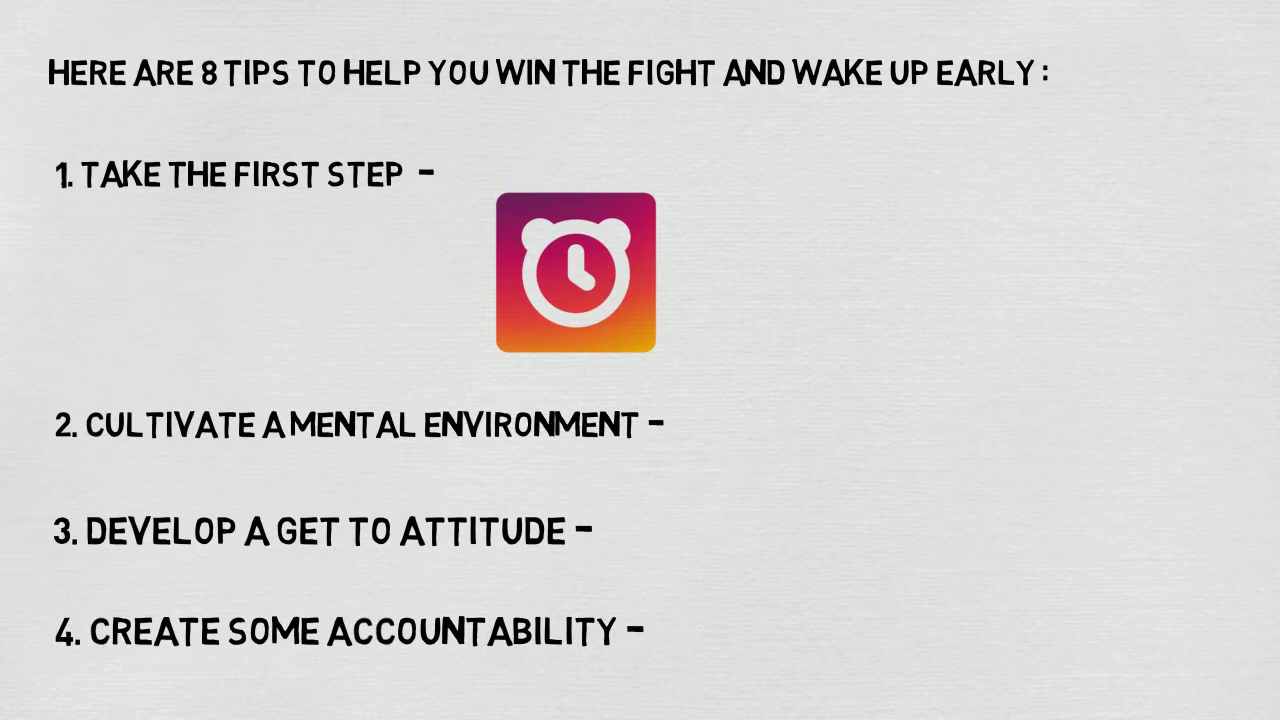 HERE ARE 8 TIPS TO HELP YOU WIN THE FIGHT AND WAKE UP EARLY :
1. TAKE THE FIRST STEP -
2. CULTIVATE A MENTAL ENVIRONMENT -
3. DEVELOP A GET TO ATTITUDE -
4. CREATE SOME ACCOUNTABILITY -